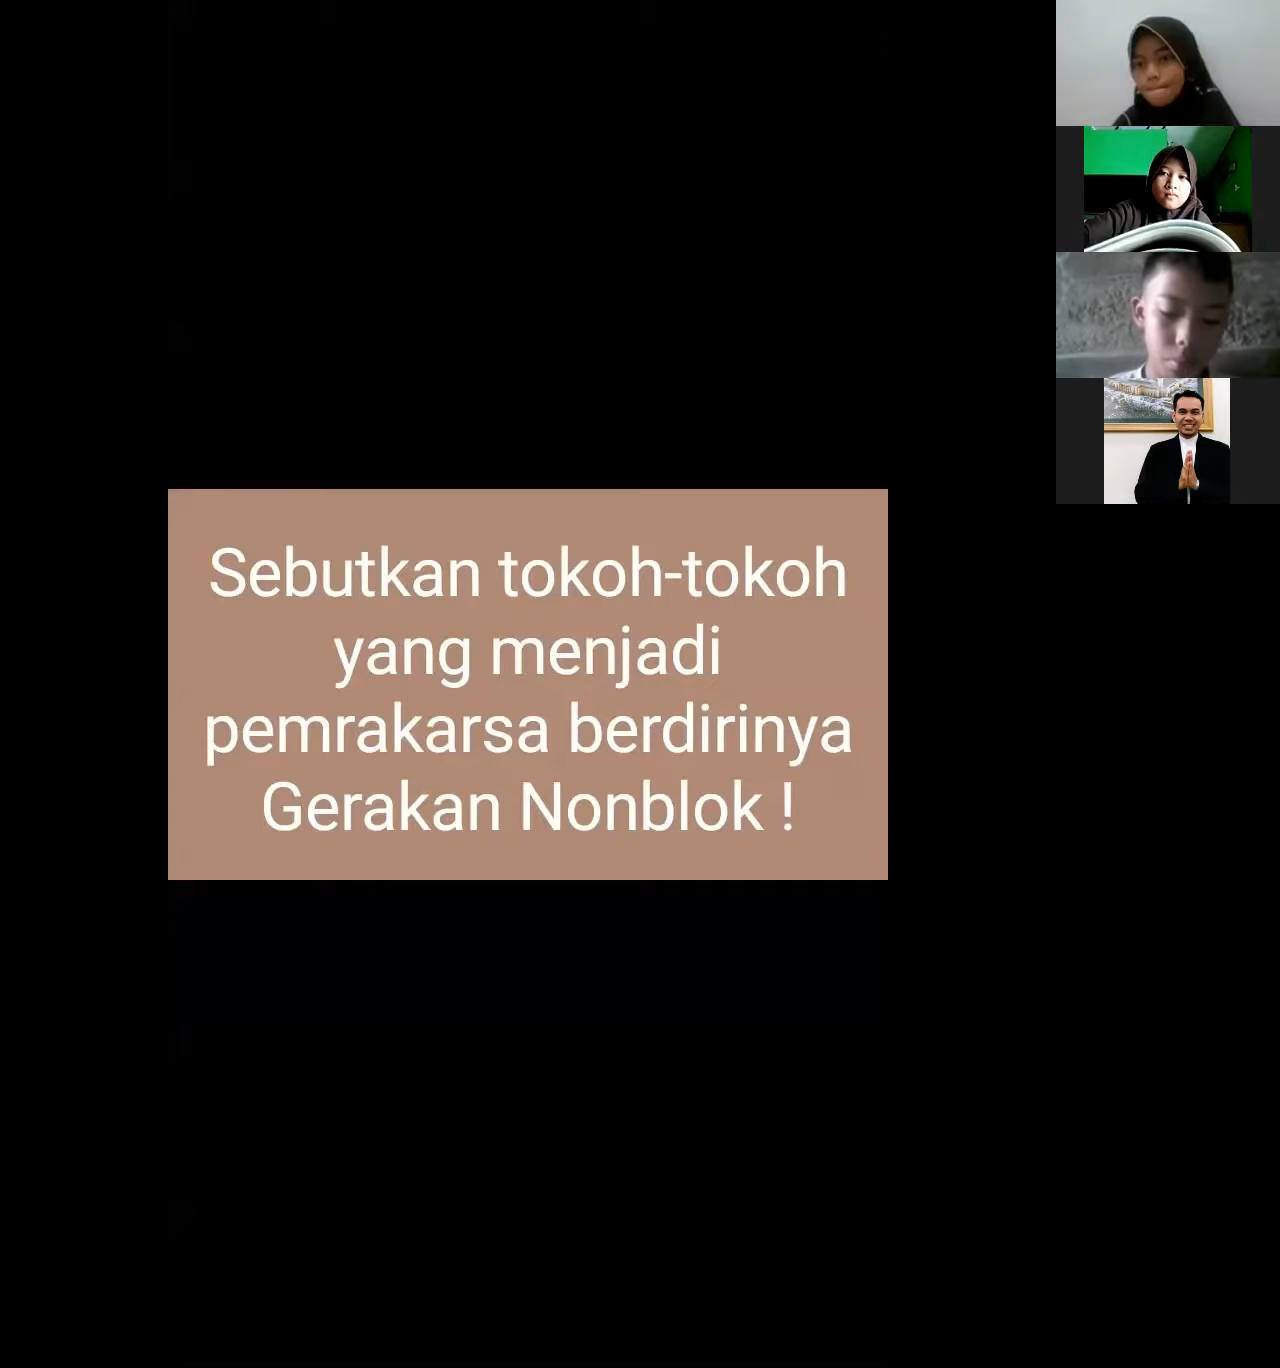 Sebutkan tokoh-tokoh
yang menjadi
pemrakarsa berdirinya
Gerakan Nonblok !